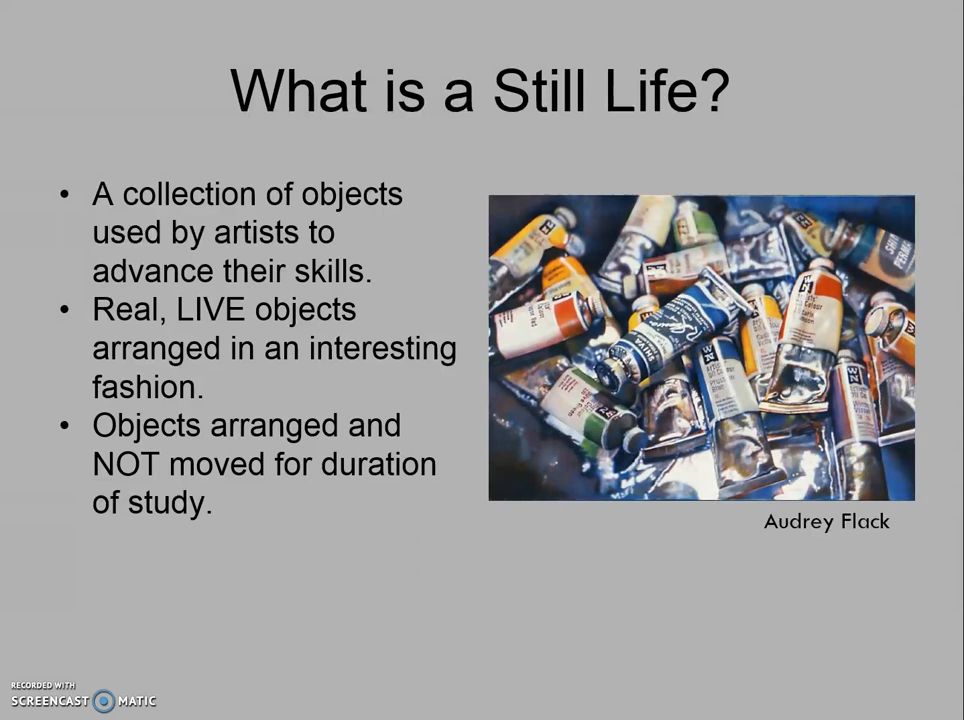 What is a Still Life?
• A collection of objects
used by artists to
advance their skills.
• Real, LIVE objects
arranged in an interesting
fashion.
• Objects arranged and
NOT moved for duration
of study.
SHIVA
Audrey Flack
RECORDED WITH
SCREENCAST MATIC